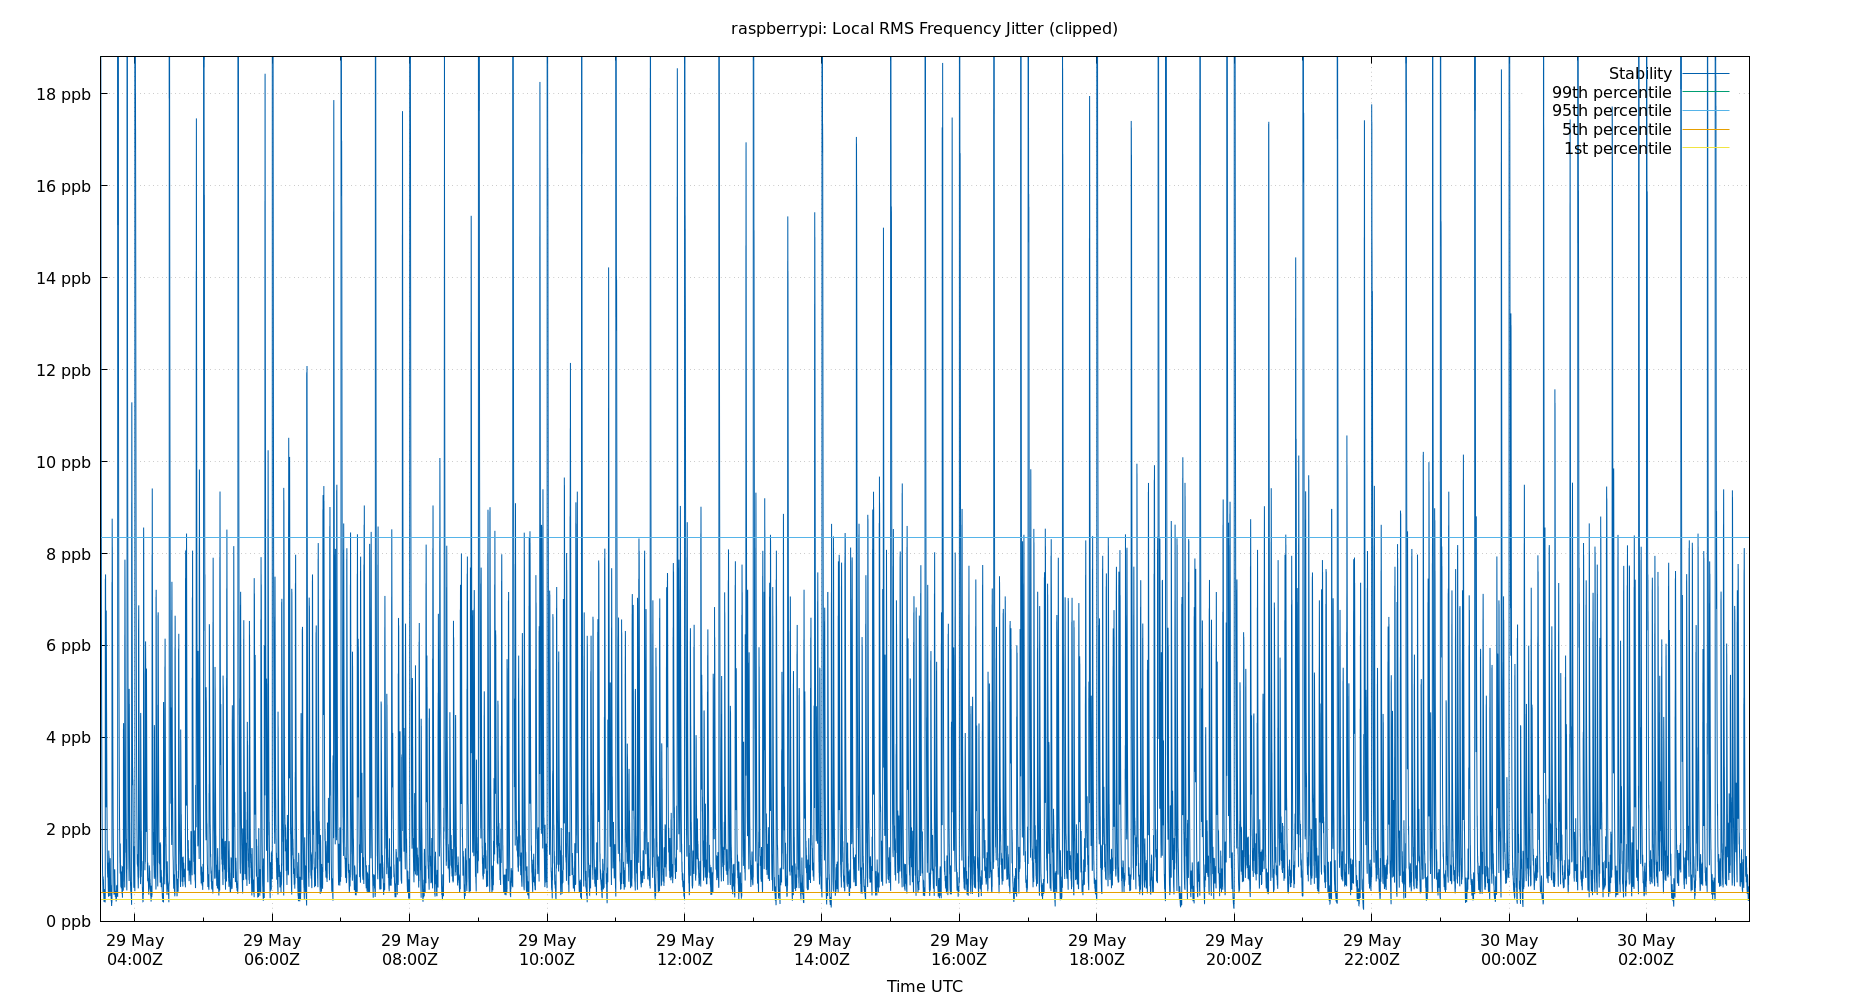 raspberrypi: Local RMS Frequency Jitter (clipped)
Stability
99th percentile
95th percentile
5th percentile
1st percentile
18 ppb
16 ppb
14 ppb
12 ppb
10 ppb
8 ppb
6 ppb
4 ppb
2 ppb
0 ppb
29 May 29 May 29 May 29 May 29 May 29 May 29 May 29 May 29 May 29 May 30 May 30 May
04:00Z 06:00Z 08:00Z 10:00Z 12:00Z 14:00Z 16:00Z 18:00Z 20:00Z 22:00Z 00:00Z 02:00Z
Time UTC